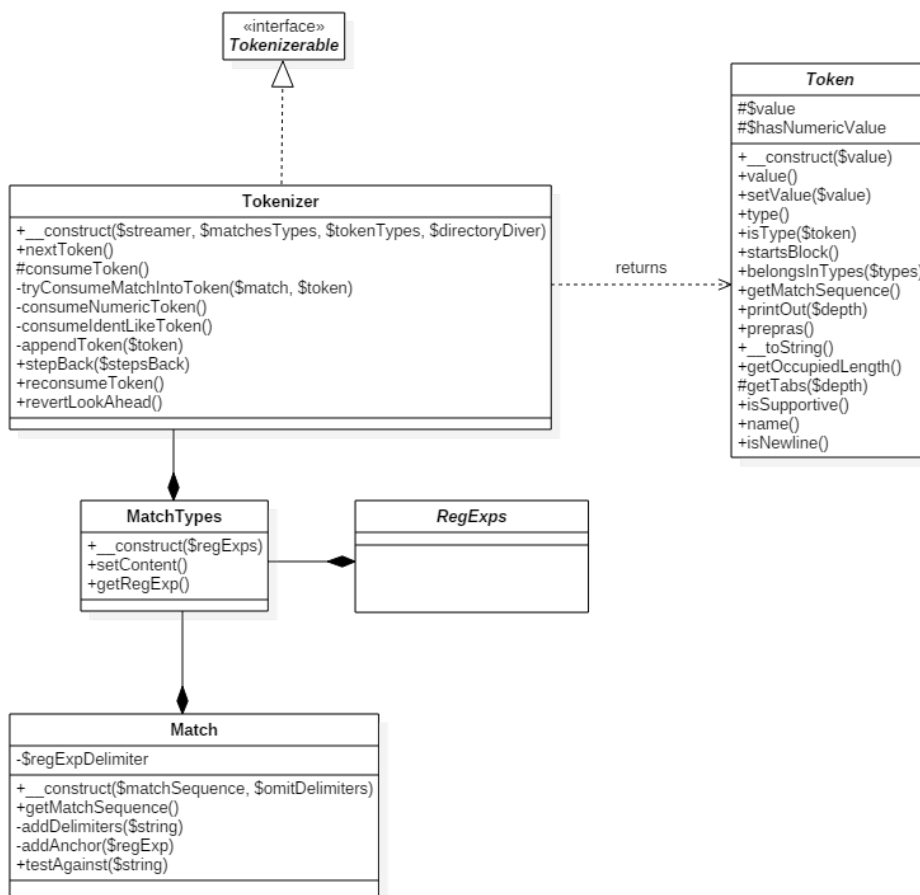 «interface»
Tokenizerable
Token
#$value
#$hasNumericValue
+__construct($value)
+value()
+setValue($value)
+type()
+isType($token)
+startsBlock()
+belongsInTypes($types)
+getMatchSequence()
+printOut($depth)
+prepras()
+__toString()
+getOccupiedLength()
#getTabs($depth)
+isSupportive()
+name()
+isNewline()
Tokenizer
+__construct($streamer, $matchesTypes, $tokenTypes, $directoryDiver)
+nextToken()
#consumeToken()
-tryConsumeMatchIntoToken($match, $token)
-consumeNumericToken()
-consumeIdentLikeToken()
-appendToken($token)
+stepBack($stepsBack)
+reconsumeToken()
+revertLookAhead()
returns
MatchTypes
+__construct($regExps)
+setContent()
+getRegExp()
RegExps
Match
-$regExpDelimiter
+__construct($matchSequence, $omitDelimiters)
+getMatchSequence()
-addDelimiters($string)
-addAnchor($regExp)
+testAgainst($string)